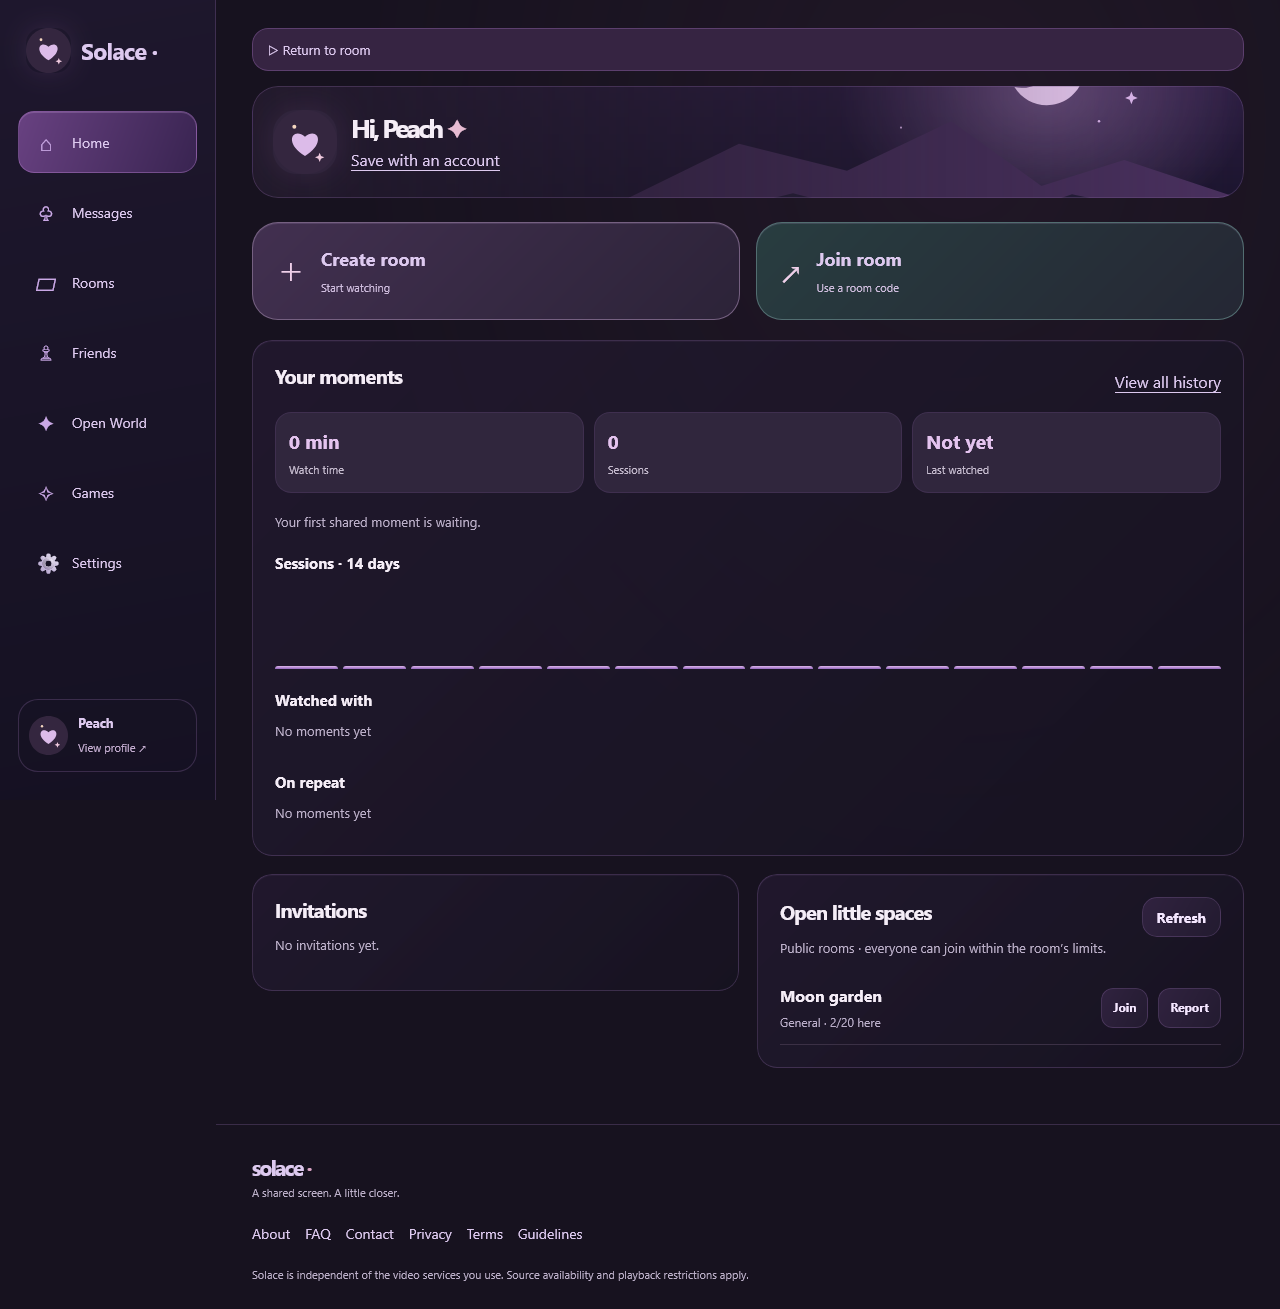 Solace ·
Home
Messages
Rooms
Friends
Open World
Games
Settings
Peach
View profile ↗
▷ Return to room
Hi, Peach ✦
Save with an account
Create room
Start watching
Join room
Use a room code
Your moments
View all history
0 min
Watch time
0
Sessions
Not yet
Last watched
Your first shared moment is waiting.
Sessions · 14 days
Watched with
No moments yet
On repeat
No moments yet
Invitations
No invitations yet.
Open little spaces
Refresh
Public rooms · everyone can join within the room's limits.
Moon garden
General · 2/20 here
Join
Report
solace ·
A shared screen. A little closer.
About FAQ Contact Privacy Terms Guidelines
Solace is independent of the video services you use. Source availability and playback restrictions apply.